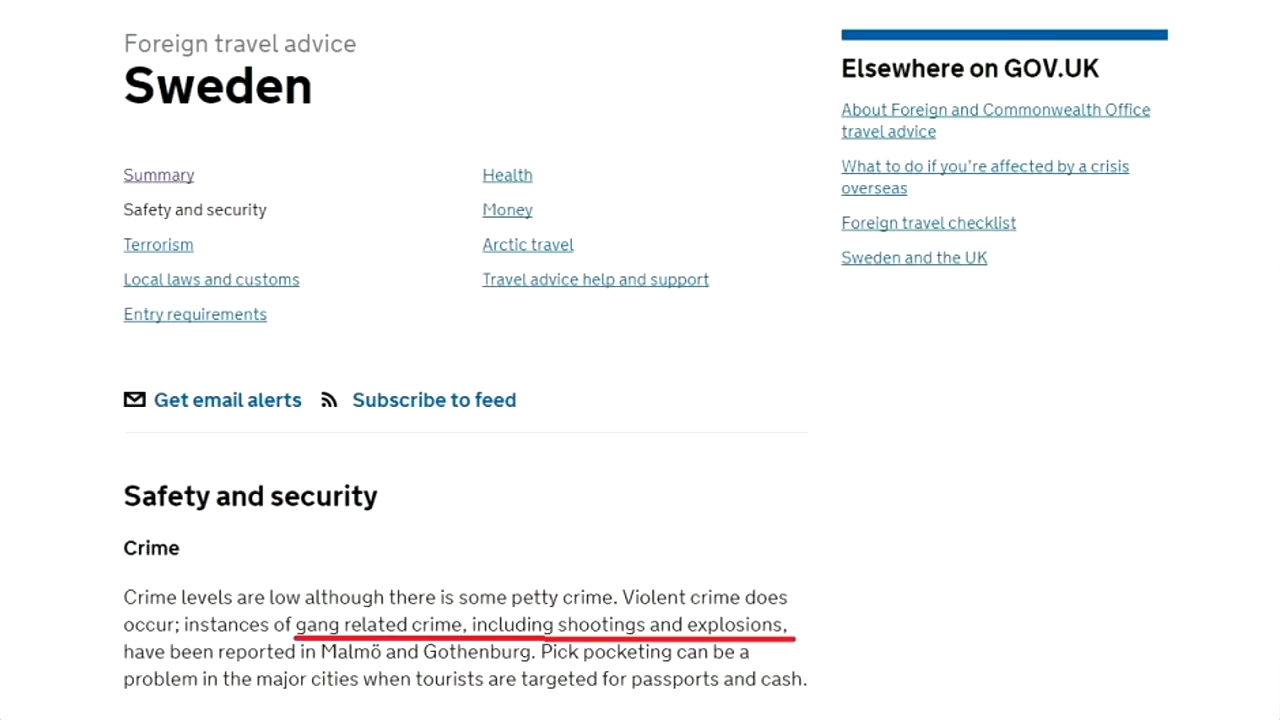 Foreign travel advice
Sweden
Summary
Safety and security
Terrorism
Local laws and customs
Entry requirements
Health
Money
Arctic travel
Travel advice help and support
Get email alerts
Subscribe to feed
Safety and security
Crime
Crime levels are low although there is some petty crime. Violent crime does
occur; instances of gang related crime, including shootings and explosions,
have been reported in Malmö and Gothenburg. Pick pocketing can be a
problem in the major cities when tourists are targeted for passports and cash.
Elsewhere on GOV.UK
About Foreign and Commonwealth Office
travel advice
What to do if you're affected by a crisis
overseas
Foreign travel checklist
Sweden and the UK